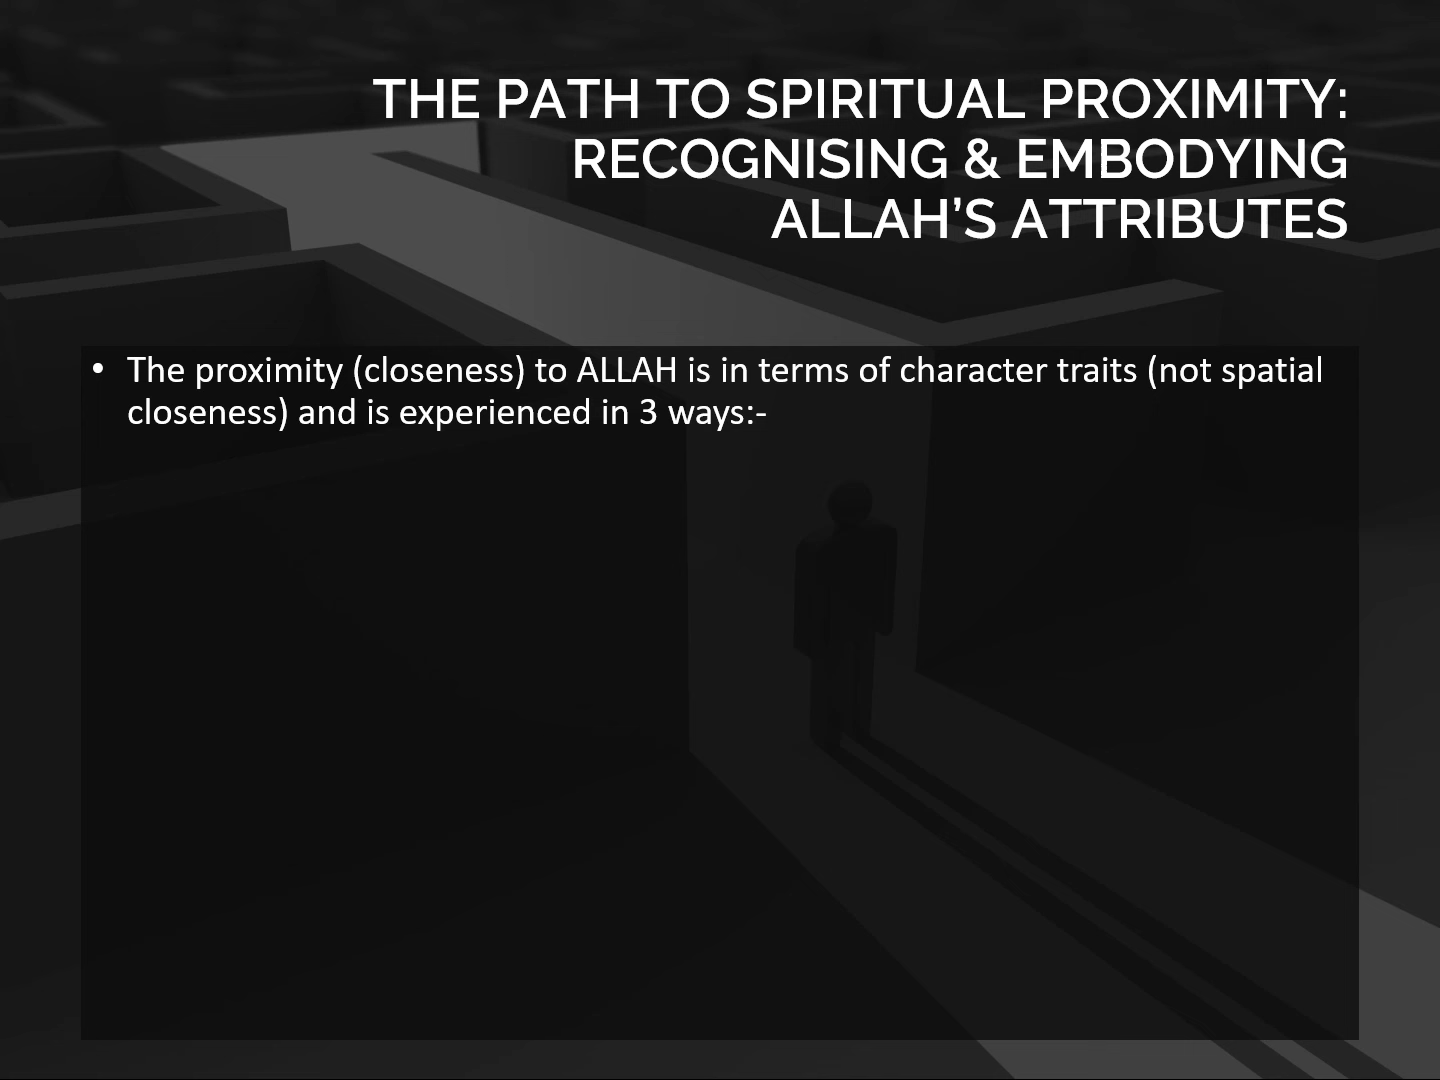 THE PATH TO SPIRITUAL PROXIMITY:
RECOGNISING & EMBODYING
ALLAH’S ATTRIBUTES
• The proximity (closeness) to ALLAH is in terms of character traits (not spatial
closeness) and is experienced in 3 ways:-